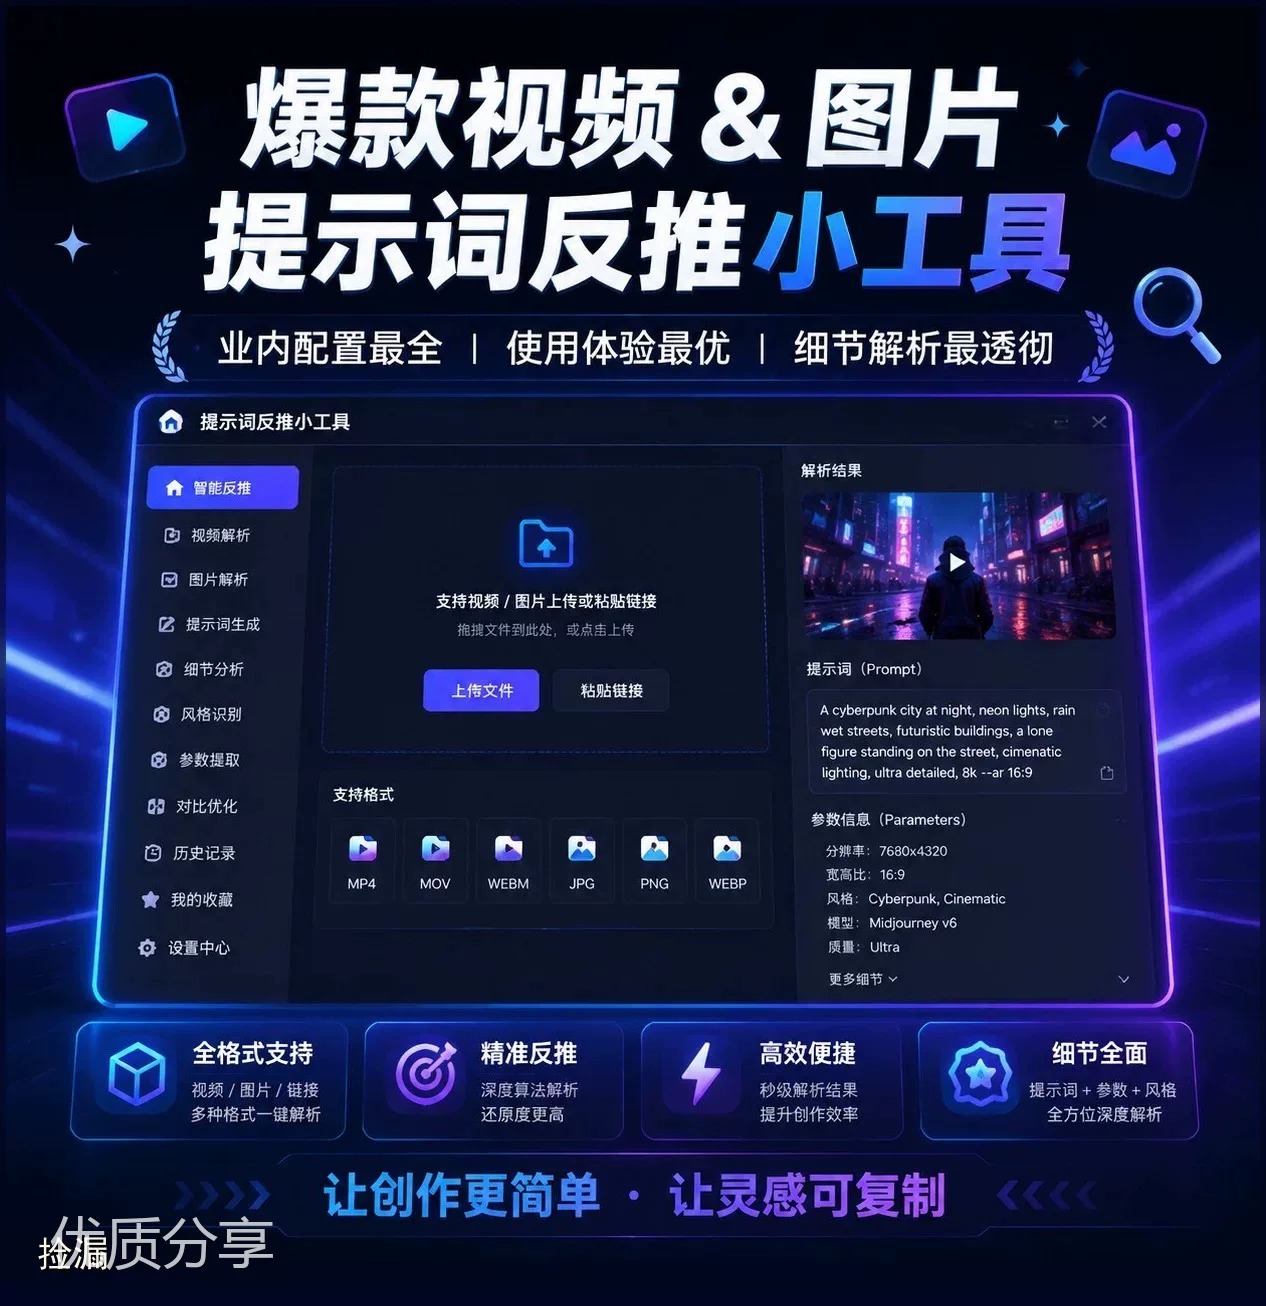 爆款视频 & 图片
提示词反推小工具
业内配置最全 | 使用体验最优 | 细节解析最透彻
提示词反推小工具
智能反推
视频解析
图片解析
提示词生成
细节分析
风格识别
参数提取
对比优化
历史记录
我的收藏
设置中心
支持视频 / 图片上传或粘贴链接
拖拽文件到此处，或点击上传
上传文件
粘贴链接
支持格式
MP4 MOV WEBM JPG PNG WEBP
解析结果
提示词（Prompt）
A cyberpunk city at night, neon lights, rain
wet streets, futuristic buildings, a lone
figure standing on the street, cimenatic
lighting, ultra detailed, 8k --ar 16:9
参数信息（Parameters）
分辨率：7680x4320
宽高比：16:9
风格：Cyberpunk, Cinematic
模型：Midjourney v6
质量：Ultra
更多细节
全格式支持
视频 / 图片 / 链接
多种格式一键解析
精准反推
深度算法解析
还原度更高
高效便捷
秒级解析结果
提升创作效率
细节全面
提示词 + 参数 + 风格
全方位深度解析
让创作更简单 · 让灵感可复制
优质分享
捡漏